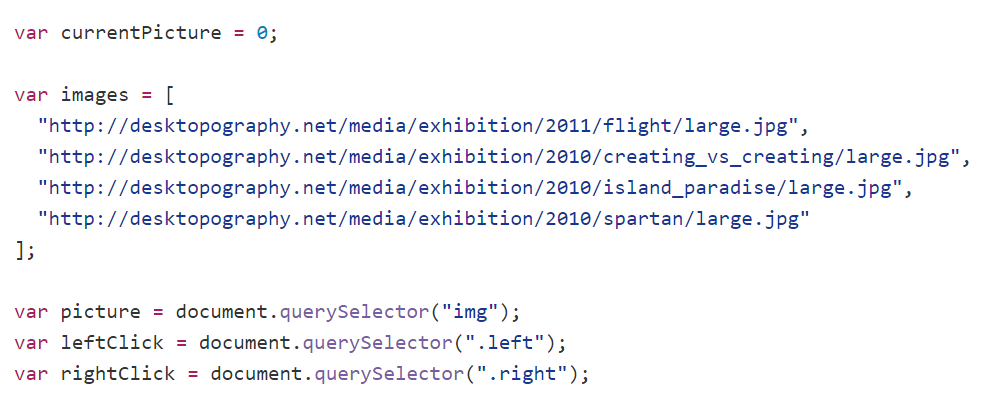 var currentPicture = 0;
var images = [
"http://desktopography.net/media/exhibition/2011/flight/large.jpg",
"http://desktopography.net/media/exhibition/2010/creating_vs_creating/large.jpg",
"http://desktopography.net/media/exhibition/2010/island_paradise/large.jpg",
"http://desktopography.net/media/exhibition/2010/spartan/large.jpg"
];
var picture = document.querySelector("img");
var leftClick = document.querySelector(".left");
var rightClick = document.querySelector(".right");